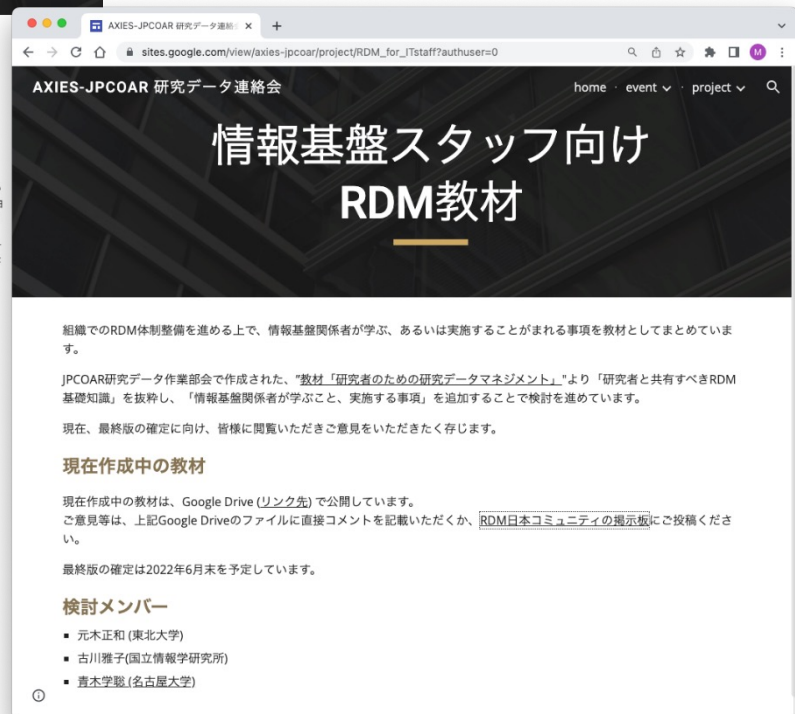 AXIES-JPCOAR 研究データ連絡会
sites.google.com/view/axies-jpcoar/project/RDM_for_ITstaff?authuser=0
M
AXIES-JPCOAR 研究データ連絡会
home event project
情報基盤スタッフ向け
RDM教材
組織でのRDM体制整備を進める上で、情報基盤関係者が学ぶ、あるいは実施することがまれる事項を教材としてまとめていま
す。
JPCOAR研究データ作業部会で作成された、"教材「研究者のための研究データマネジメント」"より「研究者と共有すべきRDM
基礎知識」を抜粋し、「情報基盤関係者が学ぶこと、実施する事項」を追加することで検討を進めています。
現在、最終版の確定に向け、皆様に閲覧いただきご意見をいただきたく存じます。
現在作成中の教材
現在作成中の教材は、Google Drive (リンク先) で公開しています。
ご意見等は、上記Google Driveのファイルに直接コメントを記載いただくか、RDM日本コミュニティの掲示板にご投稿くださ
い。
最終版の確定は2022年6月末を予定しています。
検討メンバー
▪ 元木正和 (東北大学)
▪ 古川雅子(国立情報学研究所)
▪ 青木学聡 (名古屋大学)